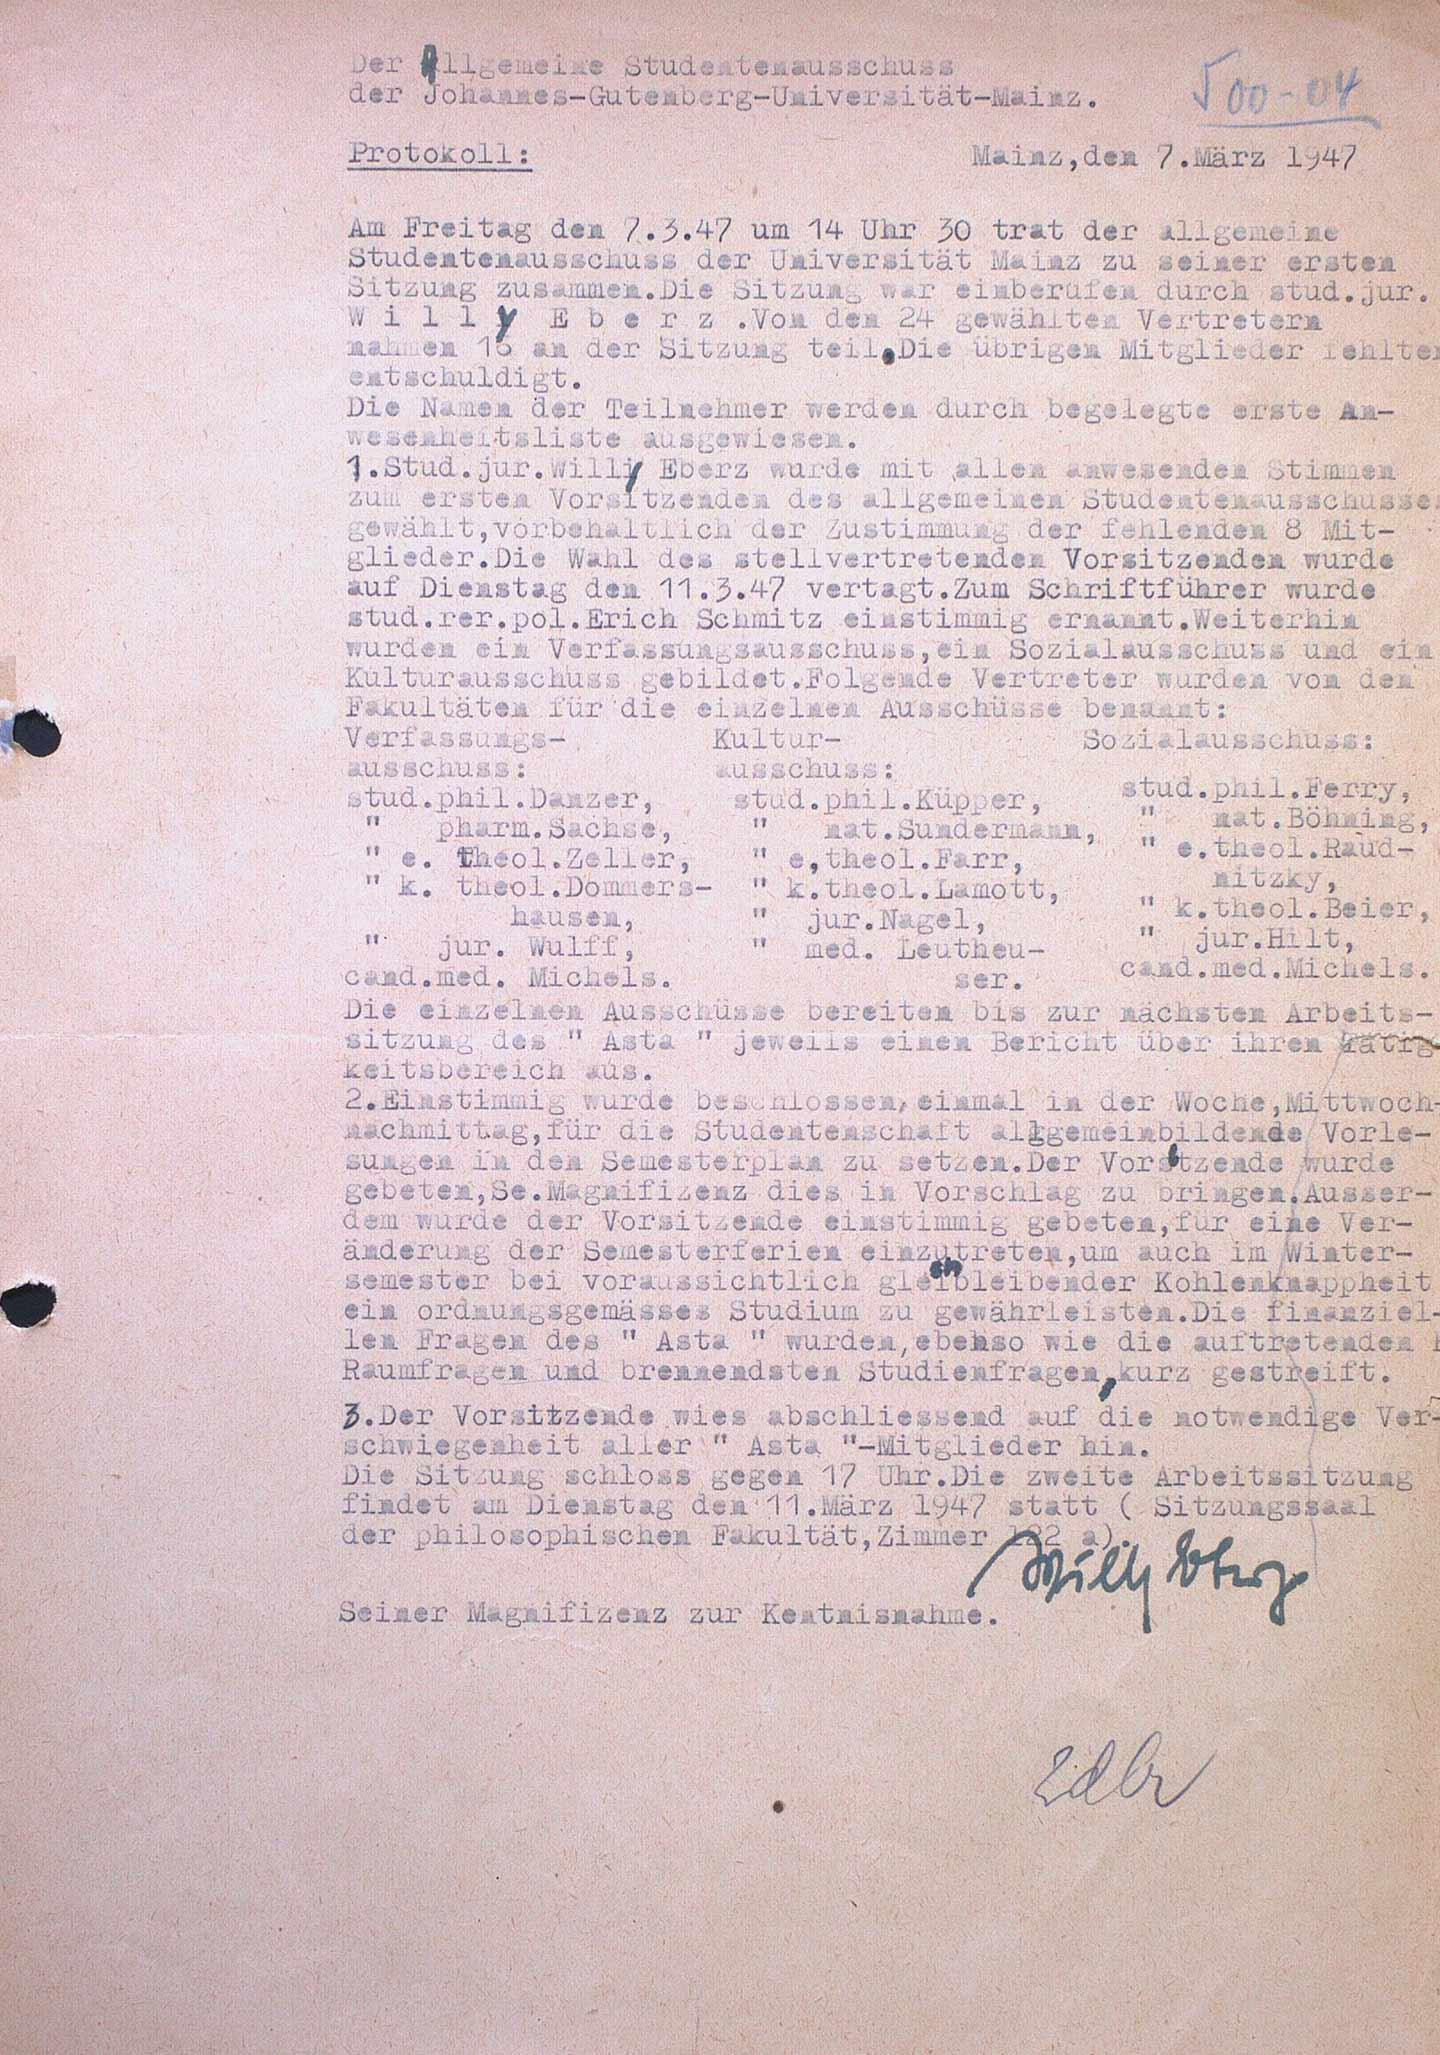 Der Allgemeine Studentenausschuss
der Johannes-Gutenberg-Universität-Mainz.
500-04
Protokoll: Mainz,den 7.März 1947
Am Freitag den 7.3.47 um 14 Uhr 30 trat der allgemeine
Studentenausschuss der Universität Mainz zu seiner ersten
Sitzung zusammen.Die Sitzung war einberufen durch stud.jur.
W i l l y E b e r z .Von den 24 gewählten Vertretern
nahmen 16 an der Sitzung teil.Die übrigen Mitglieder fehlten
entschuldigt.
Die Namen der Teilnehmer werden durch begelegte erste An-
wesenheitsliste ausgewiesen.
1.Stud.jur.Willy Eberz wurde mit allen anwesenden Stimmen
zum ersten Vorsitzenden des allgemeinen Studentenausschusse
gewählt,vorbehaltlich der Zustimmung der fehlenden 8 Mit-
glieder.Die Wahl des stellvertretenden Vorsitzenden wurde
auf Dienstag den 11.3.47 vertagt.Zum Schriftführer wurde
stud.rer.pol.Erich Schmitz einstimmig ernannt.Weiterhin
wurden ein Verfassungsausschuss,ein Sozialausschuss und ein
Kulturausschuss gebildet.Folgende Vertreter wurden von den
Fakultäten für die einzelnen Ausschüsse benannt:
Verfassungs-
ausschuss:
stud.phil.Danzer,
" pharm.Sachse,
" e. theol.Zeller,
" k. theol.Dommers-
hausen,
" jur. Wulff,
cand.med. Michels.
Kultur-
ausschuss:
stud.phil.Küpper,
" nat.Sundermann,
" e,theol.Farr,
" k.theol.Lamott,
" jur.Nagel,
" med. Leutheu-
ser.
Sozialausschuss:
stud.phil.Ferry,
" nat.Böhning,
" e.theol.Raud-
nitzky,
" k.theol.Beier,
" jur.Hilt,
cand.med.Michels.
Die einzelnen Ausschüsse bereiten bis zur nächsten Arbeits-
sitzung des " Asta " jeweils einen Bericht über ihren Tätig
keitsbereich aus.
2.Einstimmig wurde beschlossen,einmal in der Woche,Mittwoch-
nachmittag,für die Studentenschaft allgemeinbildende Vorle-
sungen in den Semesterplan zu setzen.Der Vorsitzende wurde
gebeten,Se.Magnifizenz dies in Vorschlag zu bringen.Ausser-
dem wurde der Vorsitzende einstimmig gebeten,für eine Ver-
änderung der Semesterferien einzutreten,um auch im Winter-
semester bei voraussichtlich gleichbleibender Kohlenknappheit
ein ordnungsgemässes Studium zu gewährleisten.Die finanziel-
len Fragen des " Asta " wurden,ebenso wie die auftretenden
Raumfragen und brennendsten Studienfragen,kurz gestreift.
3.Der Vorsitzende wies abschliessend auf die notwendige Ver-
schwiegenheit aller " Asta "-Mitglieder hin.
Die Sitzung schloss gegen 17 Uhr.Die zweite Arbeitssitzung
findet am Dienstag den 11.März 1947 statt ( Sitzungssaal
der philosophischen Fakultät,Zimmer 122 a)
Willy Eberz
Seiner Magnifizenz zur Kentnisnahme.